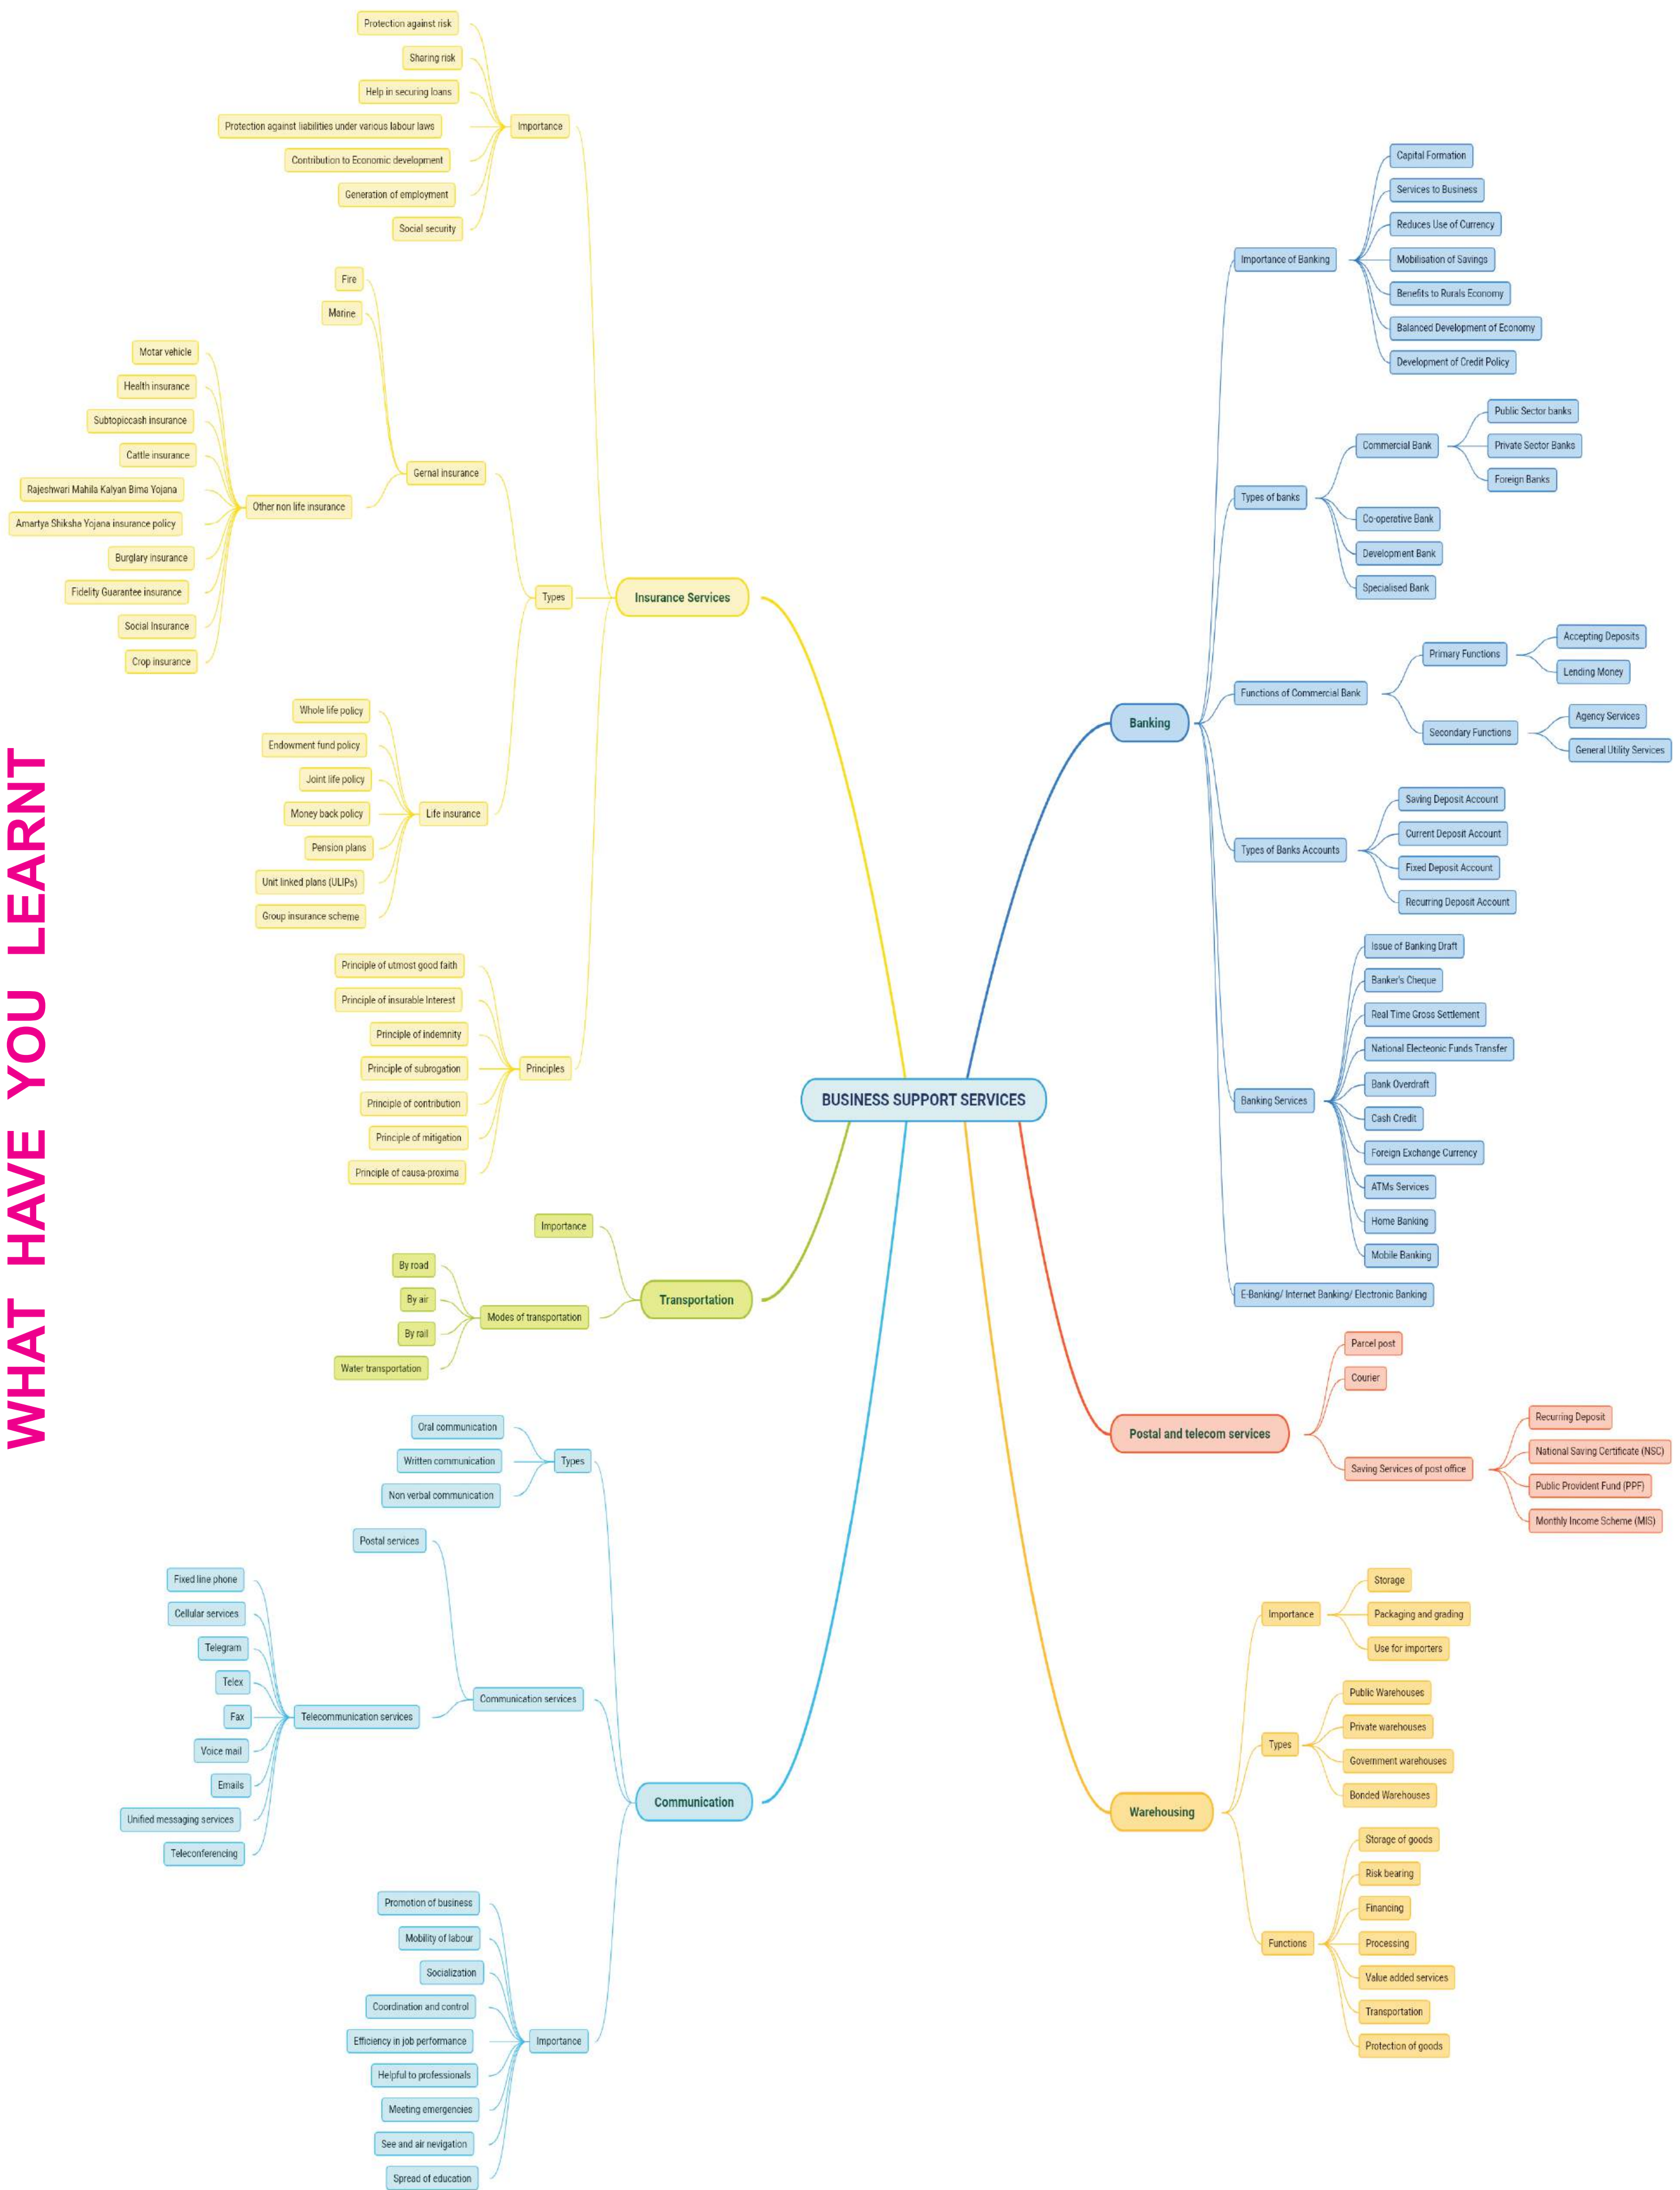 WHAT HAVE YOU LEARNT
BUSINESS SUPPORT SERVICES
Insurance Services
Importance
Protection against risk
Sharing risk
Help in securing loans
Protection against liabilities under various labour laws
Contribution to Economic development
Generation of employment
Social security
Types
Gernal insurance
Fire
Marine
Other non life insurance
Motar vehicle
Health insurance
Subtopiccash insurance
Cattle insurance
Rajeshwari Mahila Kalyan Bima Yojana
Amartya Shiksha Yojana insurance policy
Burglary insurance
Fidelity Guarantee insurance
Social Insurance
Crop insurance
Life insurance
Whole life policy
Endowment fund policy
Joint life policy
Money back policy
Pension plans
Unit linked plans (ULIPs)
Group insurance scheme
Principles
Principle of utmost good faith
Principle of insurable Interest
Principle of indemnity
Principle of subrogation
Principle of contribution
Principle of mitigation
Principle of causa-proxima
Transportation
Importance
Modes of transportation
By road
By air
By rail
Water transportation
Communication
Types
Oral communication
Written communication
Non verbal communication
Communication services
Postal services
Telecommunication services
Fixed line phone
Cellular services
Telegram
Telex
Fax
Voice mail
Emails
Unified messaging services
Teleconferencing
Importance
Promotion of business
Mobility of labour
Socialization
Coordination and control
Efficiency in job performance
Helpful to professionals
Meeting emergencies
See and air nevigation
Spread of education
Banking
Importance of Banking
Capital Formation
Services to Business
Reduces Use of Currency
Mobilisation of Savings
Benefits to Rurals Economy
Balanced Development of Economy
Development of Credit Policy
Types of banks
Commercial Bank
Public Sector banks
Private Sector Banks
Foreign Banks
Co-operative Bank
Development Bank
Specialised Bank
Functions of Commercial Bank
Primary Functions
Accepting Deposits
Lending Money
Secondary Functions
Agency Services
General Utility Services
Types of Banks Accounts
Saving Deposit Account
Current Deposit Account
Fixed Deposit Account
Recurring Deposit Account
Banking Services
Issue of Banking Draft
Banker's Cheque
Real Time Gross Settlement
National Electeonic Funds Transfer
Bank Overdraft
Cash Credit
Foreign Exchange Currency
ATMs Services
Home Banking
Mobile Banking
E-Banking/ Internet Banking/ Electronic Banking
Postal and telecom services
Parcel post
Courier
Saving Services of post office
Recurring Deposit
National Saving Certificate (NSC)
Public Provident Fund (PPF)
Monthly Income Scheme (MIS)
Warehousing
Importance
Storage
Packaging and grading
Use for importers
Types
Public Warehouses
Private warehouses
Government warehouses
Bonded Warehouses
Functions
Storage of goods
Risk bearing
Financing
Processing
Value added services
Transportation
Protection of goods